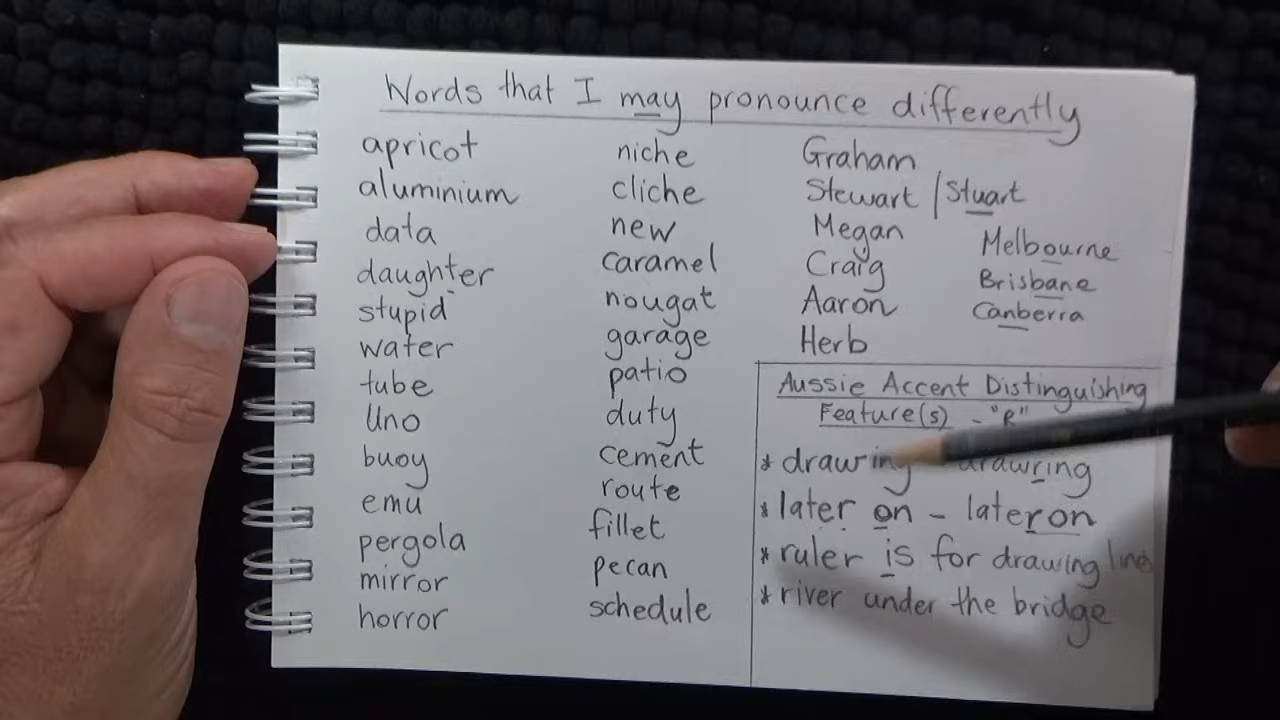 Words that I may pronounce differently
apricot
aluminium
data
daughter
stupid
water
tube
Uno
buoy
emu
pergola
mirror
horror
niche
cliche
new
caramel
nougat
garage
patio
duty
cement
route
fillet
pecan
schedule
Graham
Stewart / Stuart
Megan
Craig
Aaron
Herb
Melbourne
Brisbane
Canberra
Aussie Accent Distinguishing
Feature(s) - "R"
* drawing drawring
* later on - lateron
* ruler is for drawing line
* river under the bridge